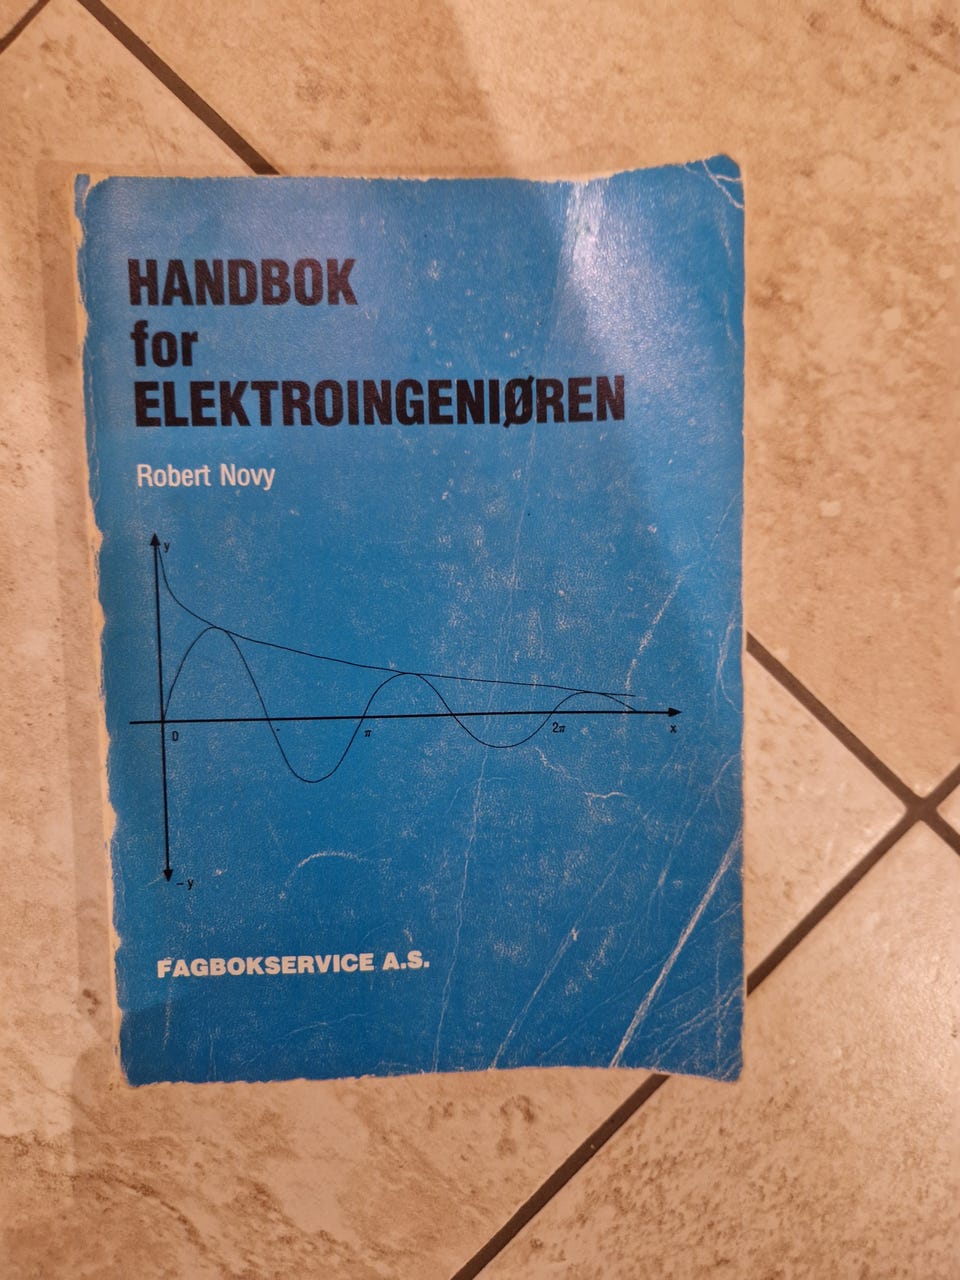 HANDBOK
for
ELEKTROINGENIØREN
Robert Novy
y
0
π
2π
x
-y
FAGBOKSERVICE A.S.